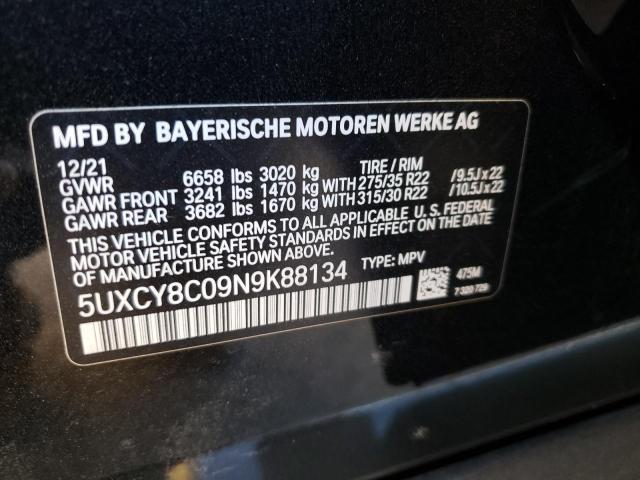 MFD BY BAYERISCHE MOTOREN WERKE AG
12/21 TIRE / RIM
GVWR 6658 lbs 3020 kg
GAWR FRONT 3241 lbs 1470 kg WITH 275/35 R22 /9.5J x 22
GAWR REAR 3682 lbs 1670 kg WITH 315/30 R22 /10.5J x 22
THIS VEHICLE CONFORMS TO ALL APPLICABLE U. S. FEDERAL
MOTOR VEHICLE SAFETY STANDARDS IN EFFECT ON THE
DATE OF MANUFACTURE SHOWN ABOVE.
5UXCY8C09N9K88134 TYPE: MPV
475M
7 320 729